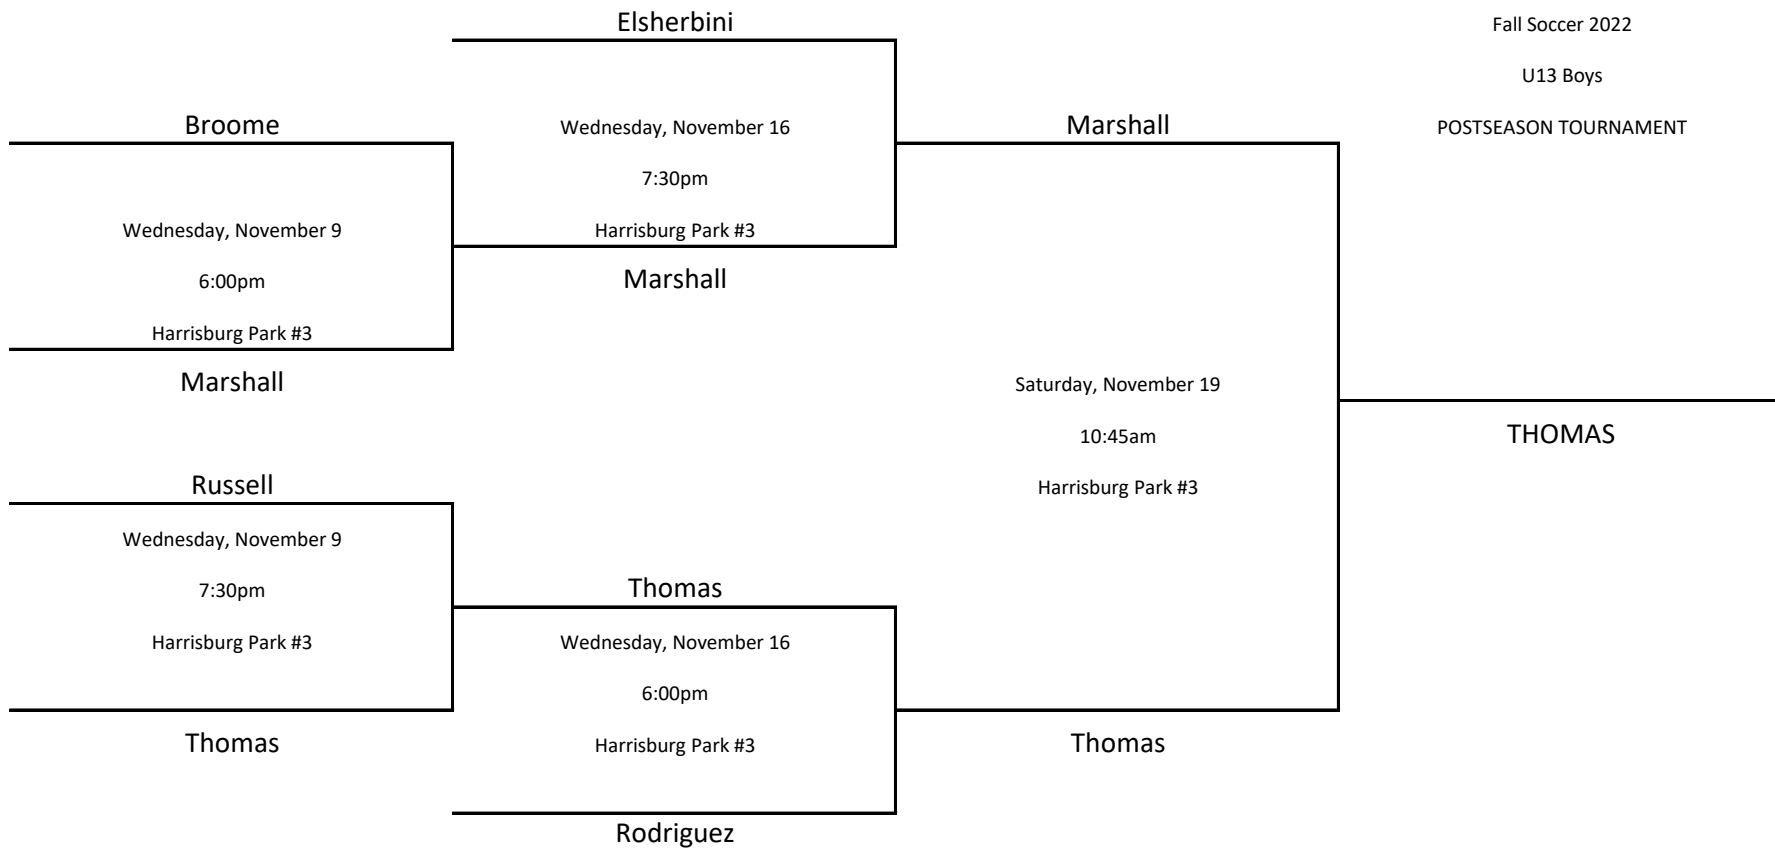 Elsherbini
Fall Soccer 2022
U13 Boys
Broome
Wednesday, November 16
Marshall
POSTSEASON TOURNAMENT
7:30pm
Wednesday, November 9
Harrisburg Park #3
6:00pm
Marshall
Harrisburg Park #3
Marshall
Saturday, November 19
10:45am
THOMAS
Russell
Harrisburg Park #3
Wednesday, November 9
7:30pm
Thomas
Harrisburg Park #3
Wednesday, November 16
6:00pm
Thomas
Harrisburg Park #3
Thomas
Rodriguez